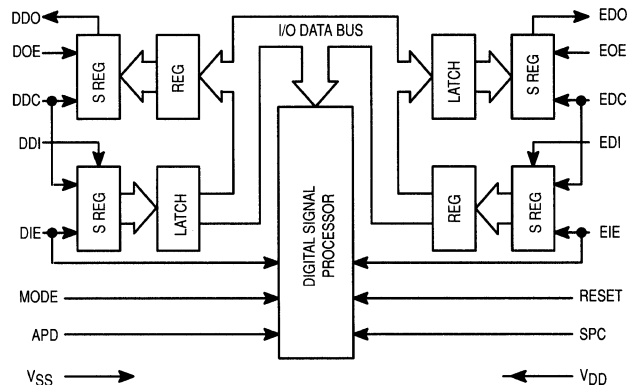 DDO
DOE
DDC
DDI
DIE
MODE
APD
VSS
S REG
REG
S REG
LATCH
I/O DATA BUS
DIGITAL SIGNAL
PROCESSOR
LATCH
S REG
REG
S REG
EDO
EOE
EDC
EDI
EIE
RESET
SPC
VDD